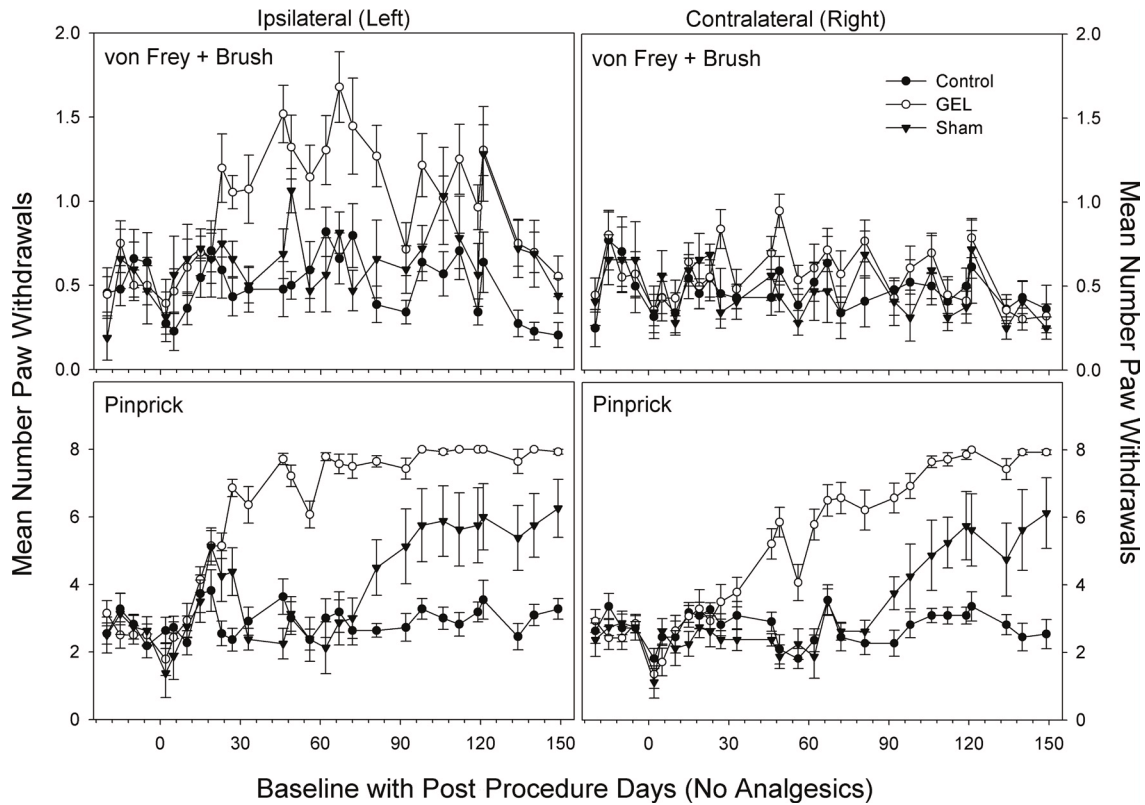 Ipsilateral (Left)
Contralateral (Right)
2.0
1.5
1.0
0.5
0.0
von Frey + Brush
von Frey + Brush
Control
GEL
Sham
2.0
1.5
1.0
0.5
0.0
Mean Number Paw Withdrawals
Mean Number Paw Withdrawals
8
6
4
2
0
Pinprick
Pinprick
8
6
4
2
0
0 30 60 90 120 150
0 30 60 90 120 150
Baseline with Post Procedure Days (No Analgesics)